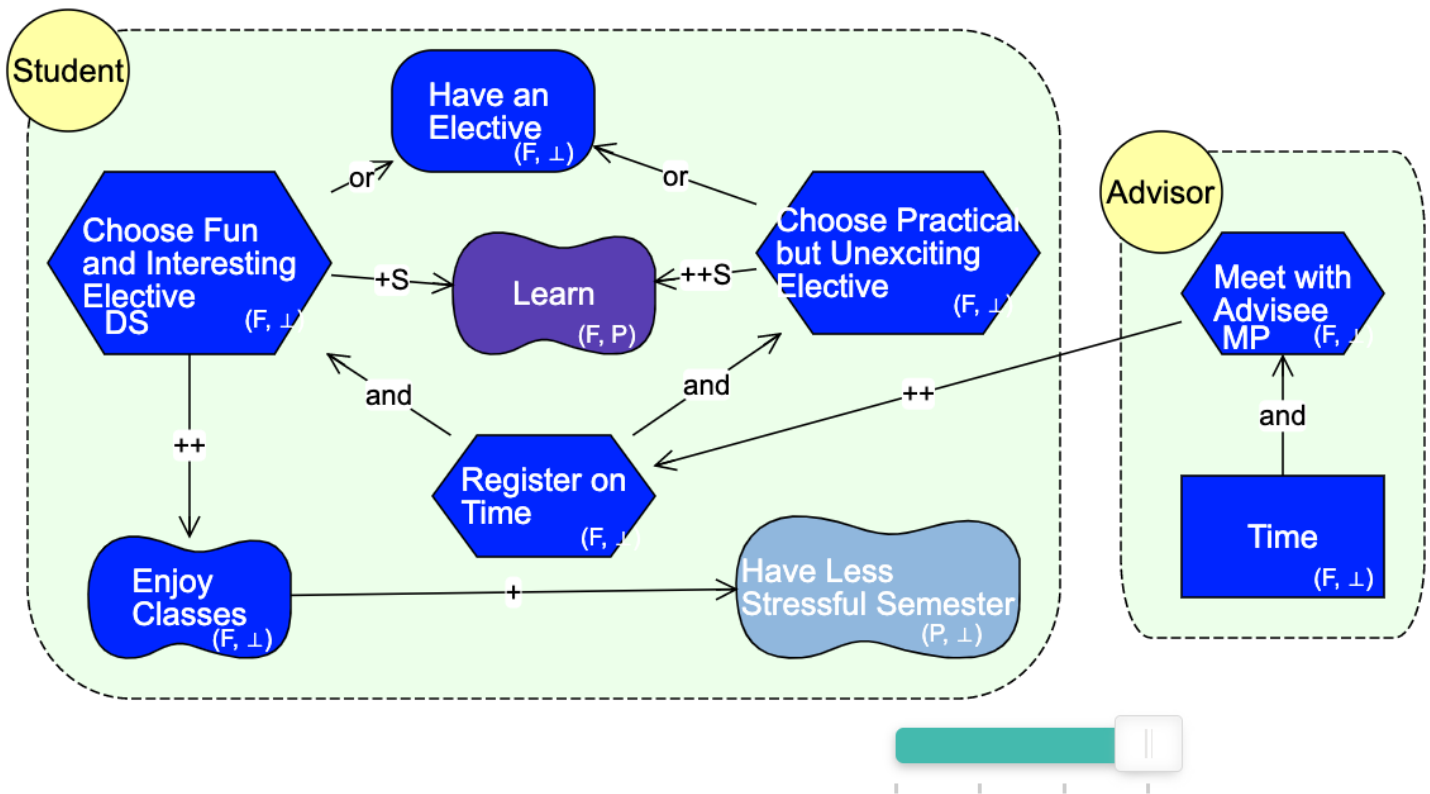 Student
Have an
Elective
(F, ⊥)
or
or
Advisor
Choose Fun
and Interesting
Elective
DS
(F, ⊥)
Choose Practical
but Unexciting
Elective
(F, ⊥)
+S
Learn
(F, P)
++S
Meet with
Advisee
MP
(F, ⊥)
and
and
++
and
++
Register on
Time
(F, ⊥)
Time
(F, ⊥)
Enjoy
Classes
(F, ⊥)
+
Have Less
Stressful Semester
(P, ⊥)